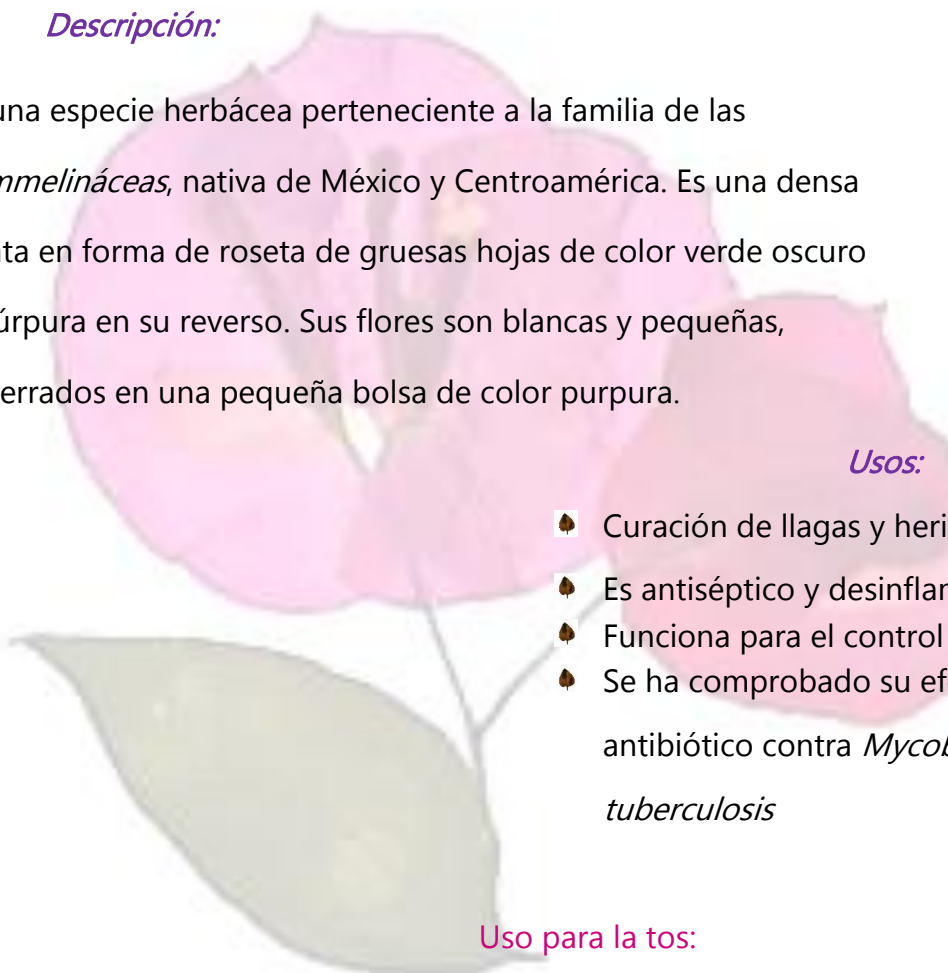 Descripción:
una especie herbácea perteneciente a la familia de las
mmelináceas, nativa de México y Centroamérica. Es una densa
ta en forma de roseta de gruesas hojas de color verde oscuro
úrpura en su reverso. Sus flores son blancas y pequeñas,
errados en una pequeña bolsa de color purpura.
Usos:
Curación de llagas y heri
Es antiséptico y desinflam
Funciona para el control
Se ha comprobado su ef
antibiótico contra Mycob
tuberculosis
Uso para la tos: